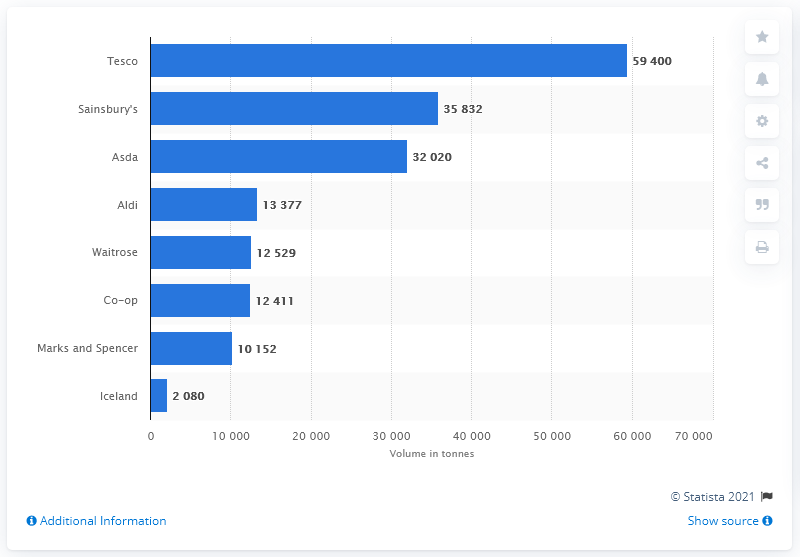 Tesco 59 400
Sainsbury's 35 832
Asda 32 020
Aldi 13 377
Waitrose 12 529
Co-op 12 411
Marks and Spencer 10 152
Iceland 2 080
0 10 000 20 000 30 000 40 000 50 000 60 000 70 000
Volume in tonnes
© Statista 2021
Additional Information
Show source